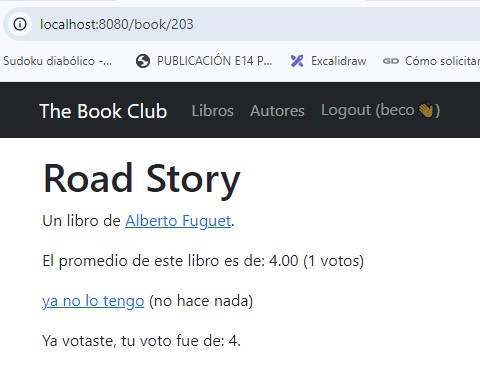 localhost:8080/book/203
Sudoku diabólico -... PUBLICACIÓN E14 P... Excalidraw Cómo solicitar
The Book Club Libros Autores Logout (beco 👋)
Road Story
Un libro de Alberto Fuguet.
El promedio de este libro es de: 4.00 (1 votos)
ya no lo tengo (no hace nada)
Ya votaste, tu voto fue de: 4.